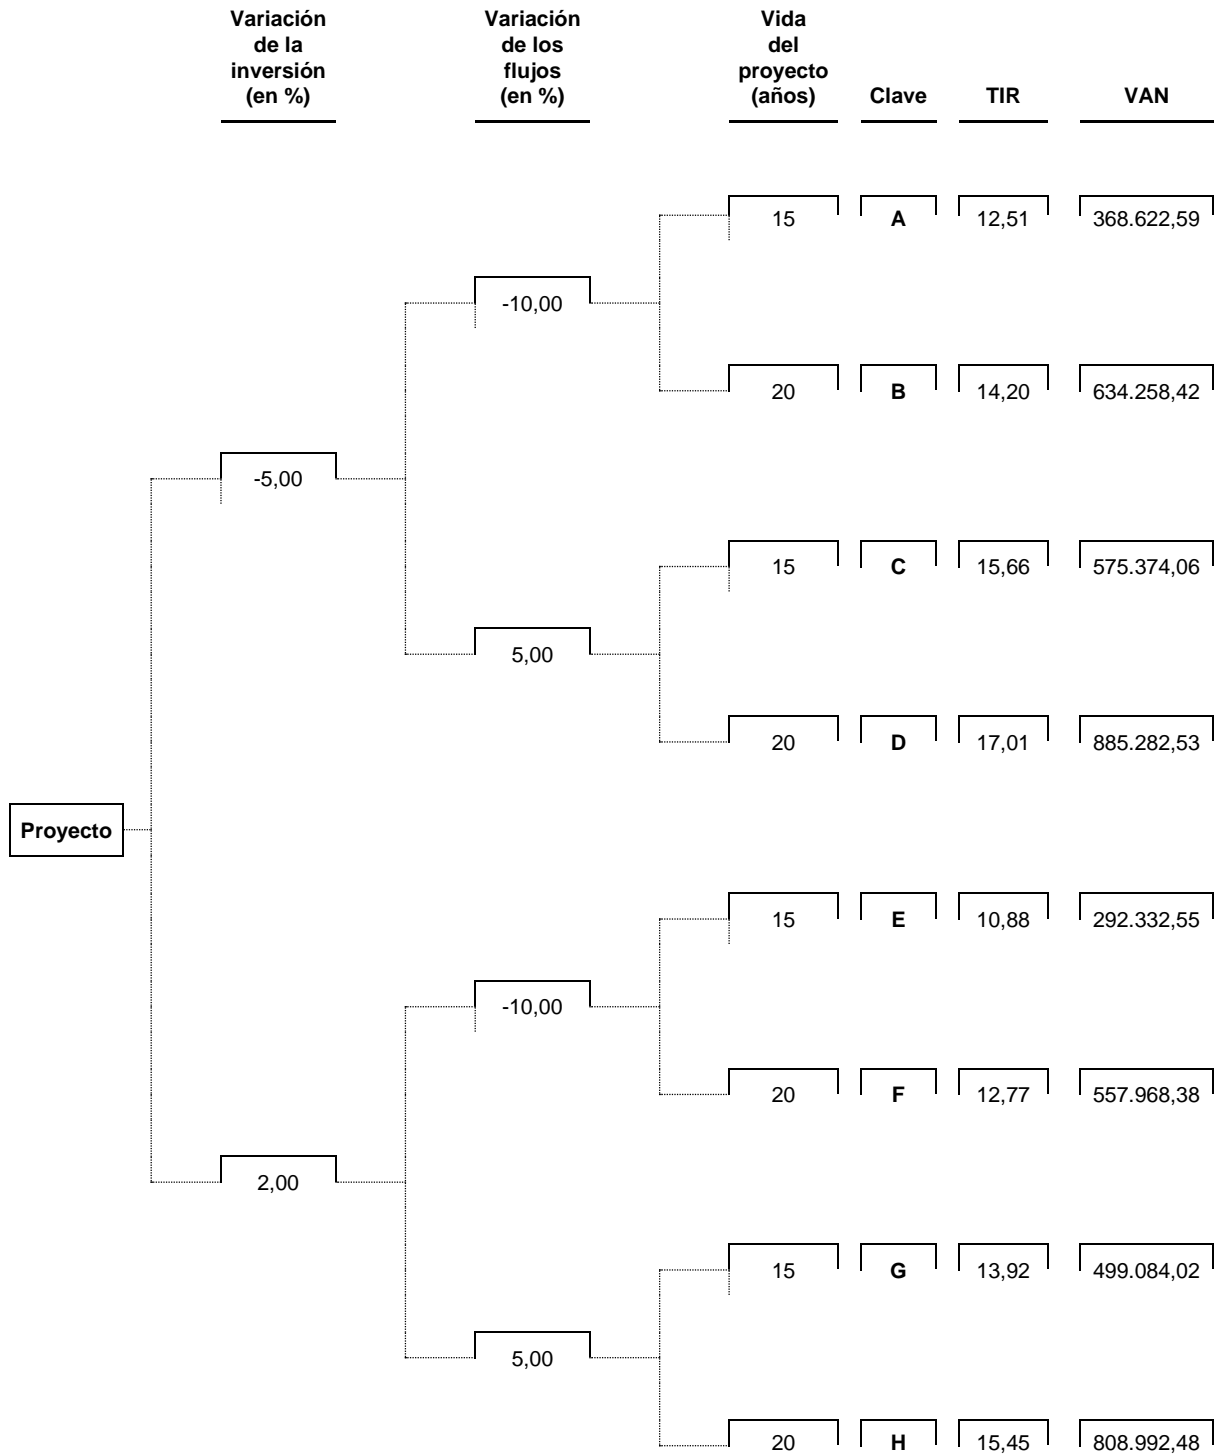 Variación de la inversión (en %)
Variación de los flujos (en %)
Vida del proyecto (años)
Clave
TIR
VAN
15 A 12,51 368.622,59
-10,00
20 B 14,20 634.258,42
-5,00
15 C 15,66 575.374,06
5,00
20 D 17,01 885.282,53
Proyecto
15 E 10,88 292.332,55
-10,00
20 F 12,77 557.968,38
2,00
15 G 13,92 499.084,02
5,00
20 H 15,45 808.992,48